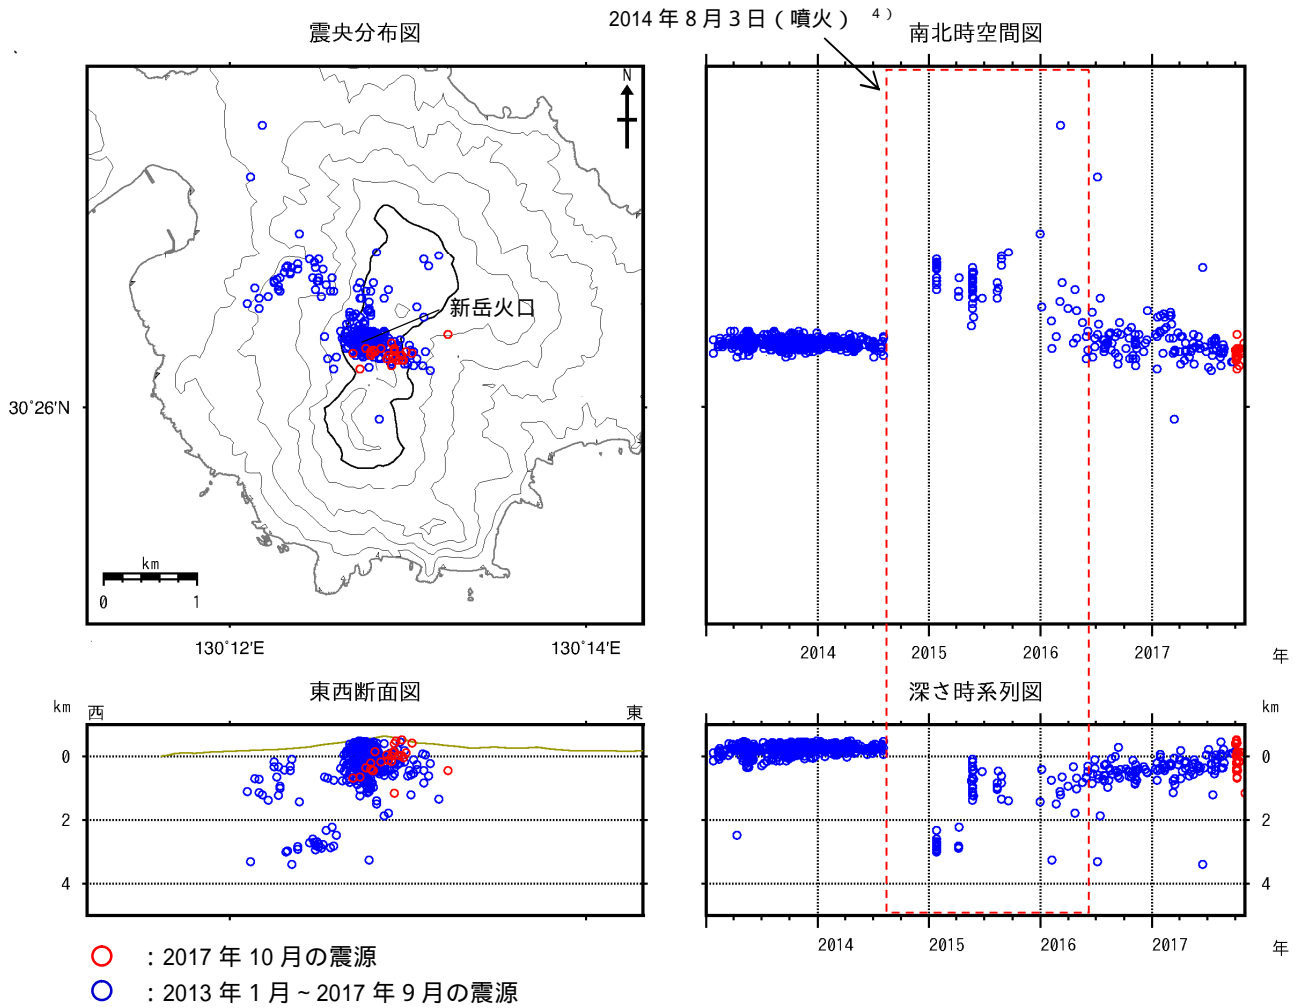 2014 年 8 月 3 日 ( 噴火 ) 4 )
震央分布図
南北時空間図
N
新岳火口
30°26'N
km
0 1
130°12'E
130°14'E
2014 2015 2016 2017 年
東西断面図
深さ時系列図
km 西 東
km
0
2
4
0
2
4
2014 2015 2016 2017 年
: 2017 年 10 月の震源
: 2013 年 1 月 ~ 2017 年 9 月の震源